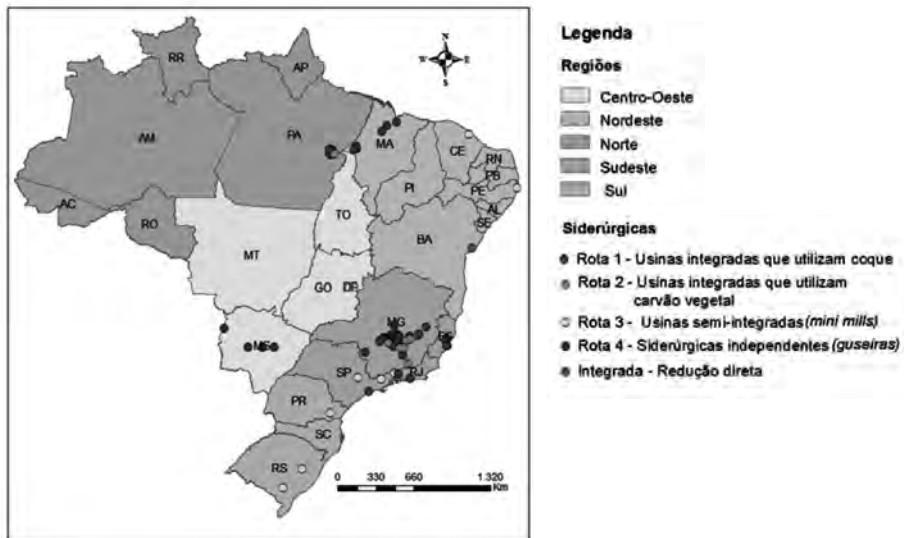 RR
AP
N
W
E
S
AM
PA
MA
CE
RN
PB
PE
AL
SE
PI
AC
RO
TO
BA
MT
GO
DF
MG
ES
MS
SP
RJ
PR
SC
RS
0 330 660 1.320
Km
Legenda
Regiões
Centro-Oeste
Nordeste
Norte
Sudeste
Sul
Siderúrgicas
Rota 1 - Usinas integradas que utilizam coque
Rota 2 - Usinas integradas que utilizam
carvão vegetal
Rota 3 - Usinas semi-integradas (mini mills)
Rota 4 - Siderúrgicas independentes (guseiras)
Integrada - Redução direta